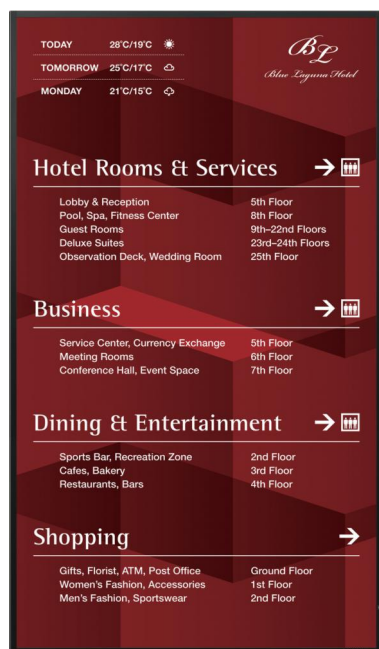 TODAY 28°C/19°C
TOMORROW 25°C/17°C
MONDAY 21°C/15°C
BL
Blue Laguna Hotel
Hotel Rooms & Services
Lobby & Reception 5th Floor
Pool, Spa, Fitness Center 8th Floor
Guest Rooms 9th–22nd Floors
Deluxe Suites 23rd–24th Floors
Observation Deck, Wedding Room 25th Floor
Business
Service Center, Currency Exchange 5th Floor
Meeting Rooms 6th Floor
Conference Hall, Event Space 7th Floor
Dining & Entertainment
Sports Bar, Recreation Zone 2nd Floor
Cafes, Bakery 3rd Floor
Restaurants, Bars 4th Floor
Shopping
Gifts, Florist, ATM, Post Office Ground Floor
Women's Fashion, Accessories 1st Floor
Men's Fashion, Sportswear 2nd Floor